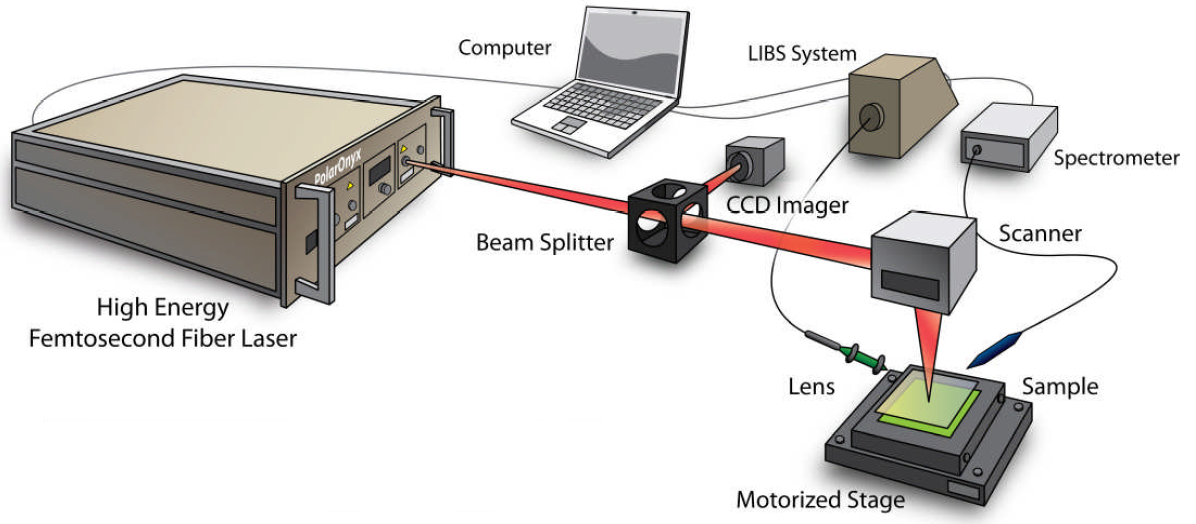 Computer
LIBS System
PolarOnyx
Spectrometer
CCD Imager
Beam Splitter
Scanner
High Energy
Femtosecond Fiber Laser
Lens
Sample
Motorized Stage